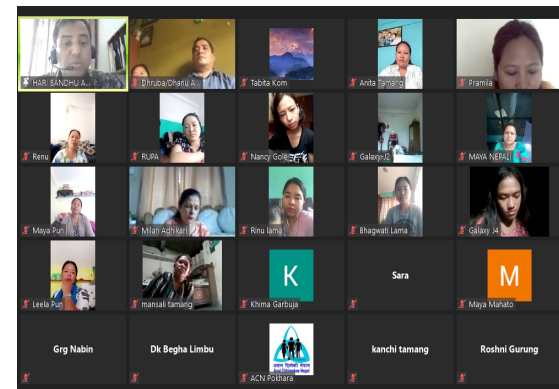 HARI BANDHU A...
Dhruba/Dhanu A...
Tabita Kom
Anita Tamang
Pramila
Renu
RUPA
Nancy Gole
Galaxy-J2
MAYA NEPALI
Maya Pun
Milan Adhikari
Rinu lama
Bhagwati Lama
Galaxy J4
Leela Pun
mansali tamang
K
Khima Garbuja
Sara
M
Maya Mahato
Grg Nabin
Dk Begha Limbu
ACN Pokhara
kanchi tamang
Roshni Gurung